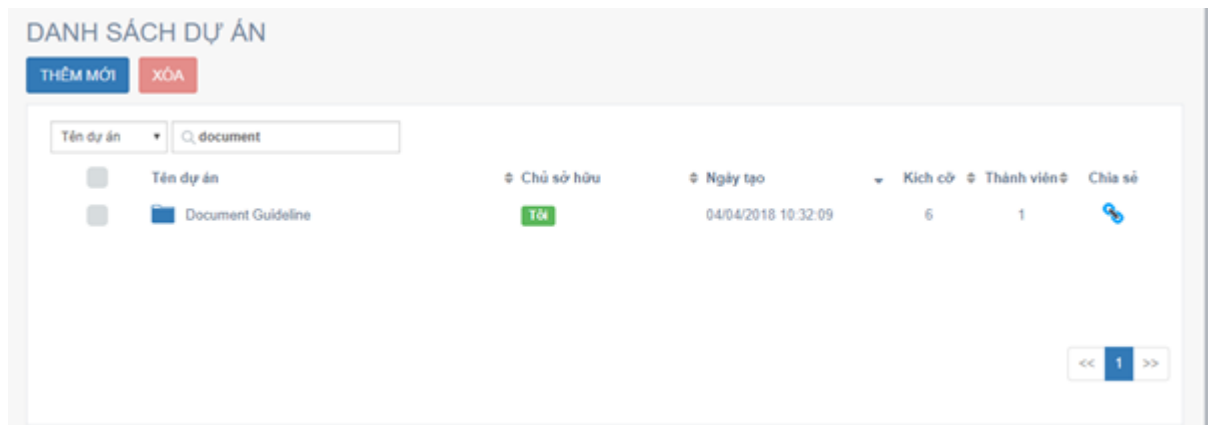 DANH SÁCH DỰ ÁN
THÊM MỚI XÓA
Tên dự án document
Tên dự án Chủ sở hữu Ngày tạo Kích cỡ Thành viên Chia sẻ
Document Guideline Tôi 04/04/2018 10:32:09 6 1
<< 1 >>